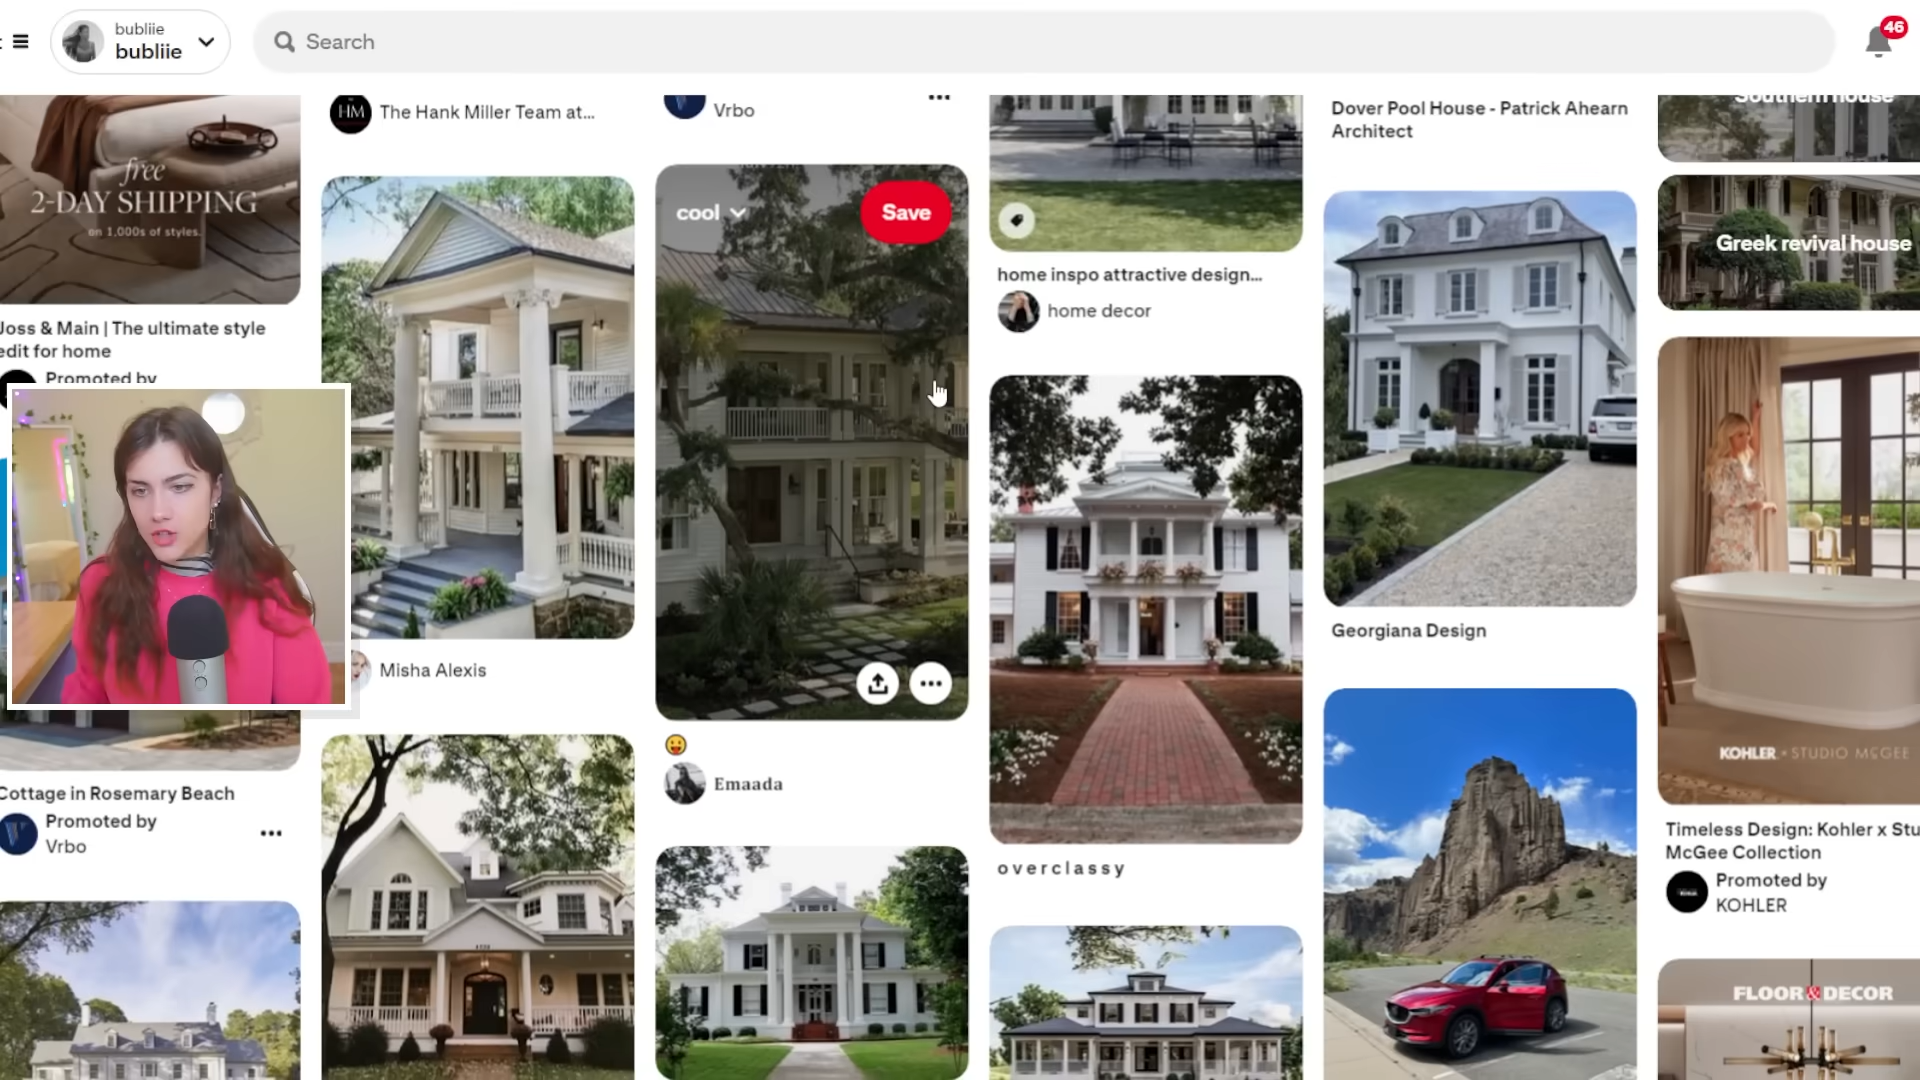 bubliie
bubliie
Search
46
free
2-DAY SHIPPING
on 1,000s of styles.
Joss & Main | The ultimate style
edit for home
Promoted by
Cottage in Rosemary Beach
Promoted by
Vrbo
HM
The Hank Miller Team at...
Misha Alexis
Vrbo
cool
Save
😛
Emaada
home inspo attractive design...
home decor
overclassy
Dover Pool House - Patrick Ahearn
Architect
Georgiana Design
Southern house
Greek revival house
KOHLER • STUDIO McGEE
Timeless Design: Kohler x Stu
McGee Collection
Promoted by
KOHLER
FLOOR & DECOR